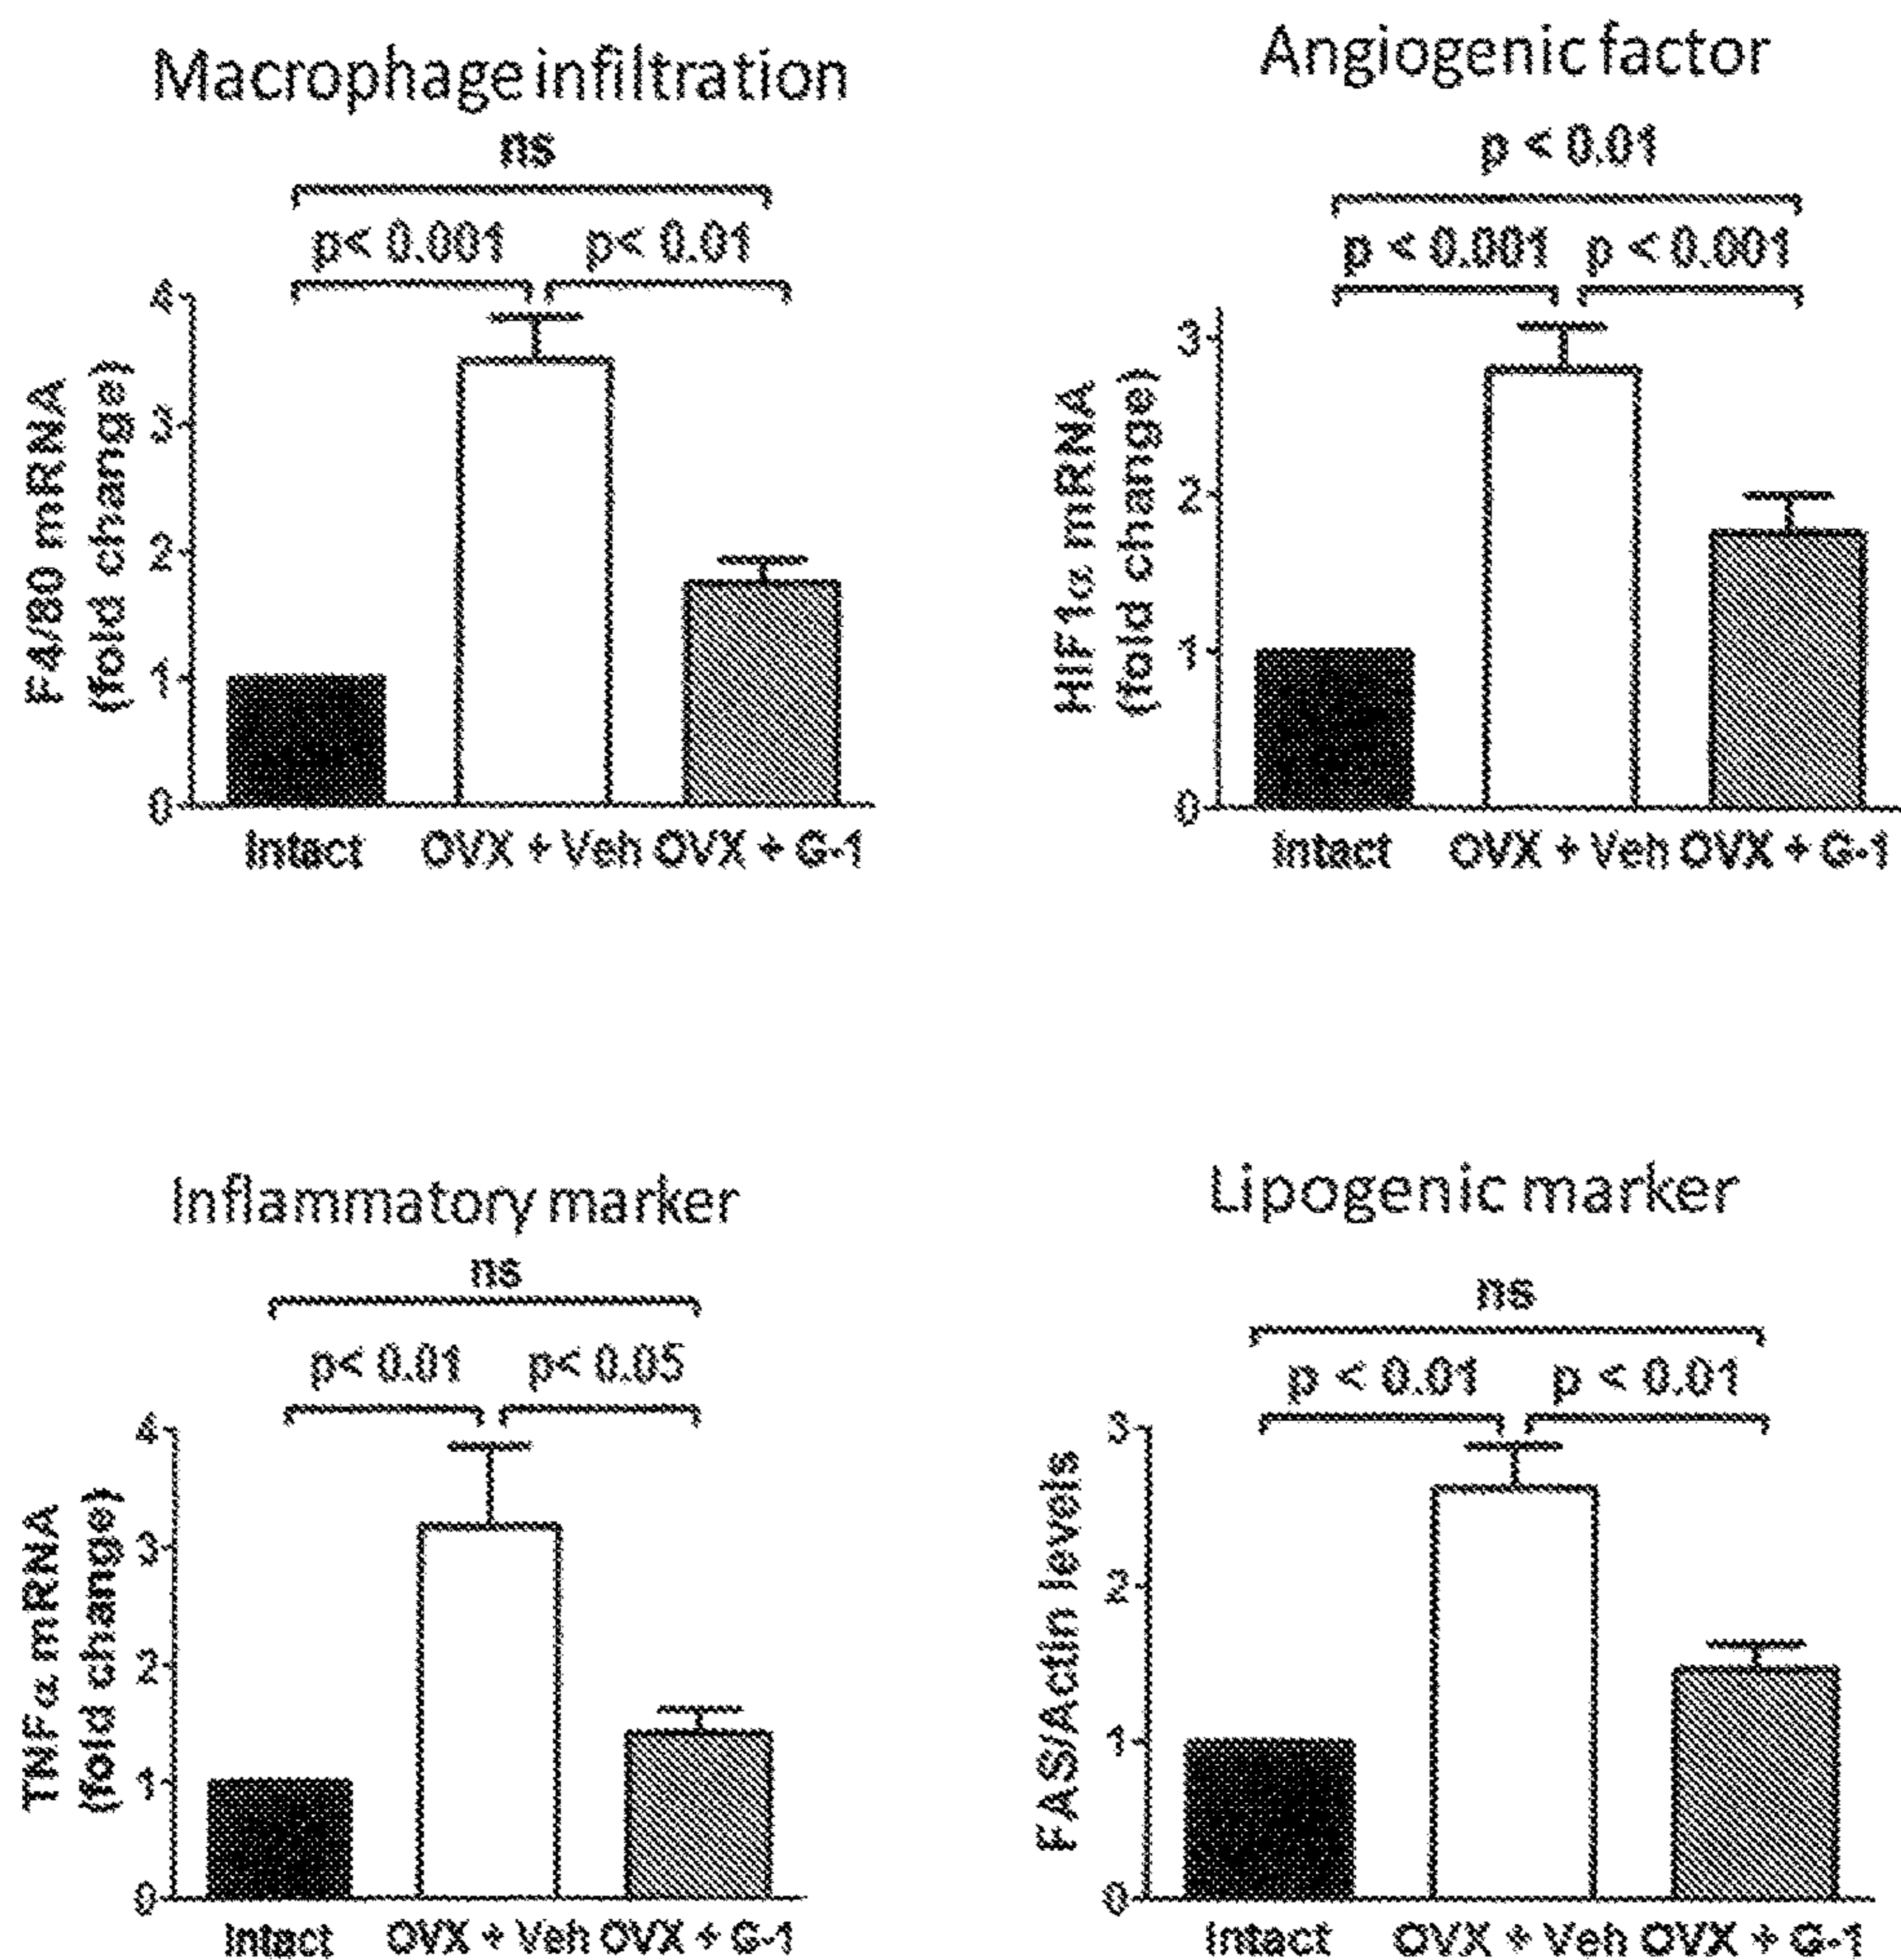 Macrophage infiltration
ns
p< 0.001 p< 0.01
F4/80 mRNA
(fold change)
4
3
2
1
0
Intact OVX + Veh OVX + G-1
Angiogenic factor
p < 0.01
p < 0.001 p < 0.001
HIF1α mRNA
(fold change)
3
2
1
0
Intact OVX + Veh OVX + G-1
Inflammatory marker
ns
p< 0.01 p< 0.05
TNFα mRNA
(fold change)
4
3
2
1
0
Intact OVX + Veh OVX + G-1
Lipogenic marker
ns
p < 0.01 p < 0.01
FAS/Actin levels
3
2
1
0
Intact OVX + Veh OVX + G-1